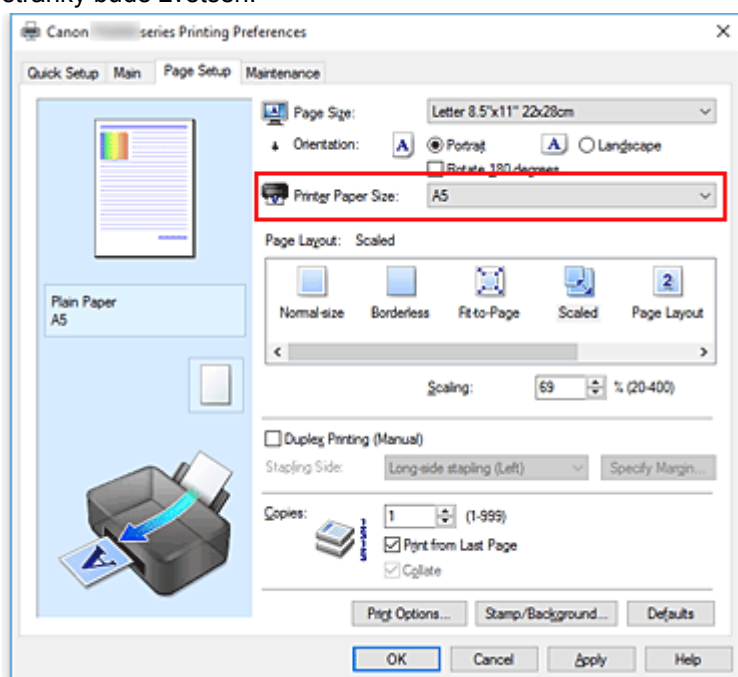 stránky bude zvětšen.
Canon series Printing Preferences
Quick Setup Main Page Setup Maintenance
Page Size: Letter 8.5"x11" 22x28cm
Orientation: A Portrait A Landscape
Rotate 180 degrees
Printer Paper Size: A5
Page Layout: Scaled
2
Normal-size Borderless Fit-to-Page Scaled Page Layout
Plain Paper
A5
Scaling: 69 % (20-400)
Duplex Printing (Manual)
Stapling Side: Long-side stapling (Left) Specify Margin...
Copies: 1 (1-999)
Print from Last Page
Collate
A
Print Options... Stamp/Background... Defaults
OK Cancel Apply Help